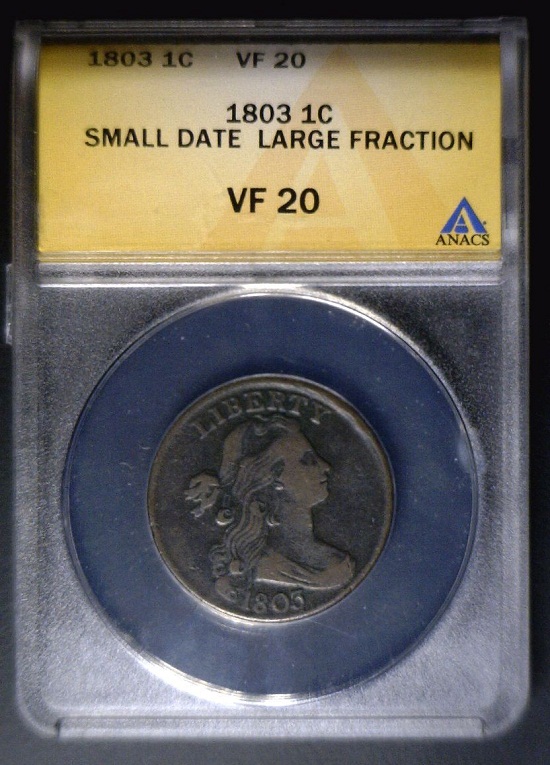 1803 1C VF 20
1803 1C
SMALL DATE LARGE FRACTION
VF 20
ANACS
LIBERTY
1803